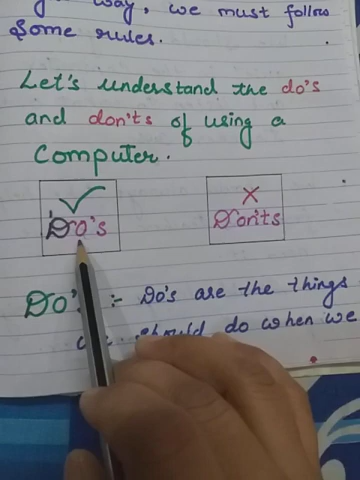 way, we must follow
some rules.
Let's understand the do's
and don'ts of using a
Computer.
Do's
Don'ts
Do's :- Do's are the things
we should do when we